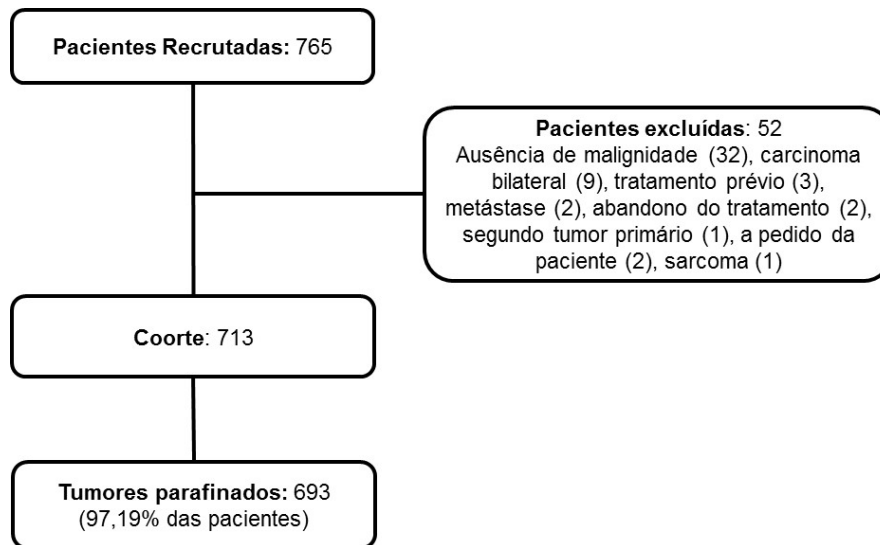 Pacientes Recrutadas: 765
Pacientes excluídas: 52
Ausência de malignidade (32), carcinoma
bilateral (9), tratamento prévio (3),
metástase (2), abandono do tratamento (2),
segundo tumor primário (1), a pedido da
paciente (2), sarcoma (1)
Coorte: 713
Tumores parafinados: 693
(97,19% das pacientes)